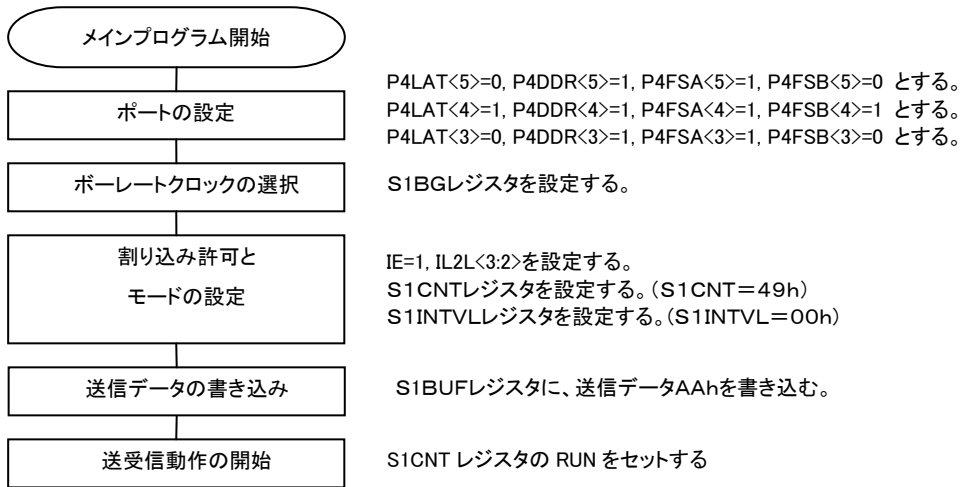 メインプログラム開始
ポートの設定
P4LAT<5>=0, P4DDR<5>=1, P4FSA<5>=1, P4FSB<5>=0 とする。
P4LAT<4>=1, P4DDR<4>=1, P4FSA<4>=1, P4FSB<4>=1 とする。
P4LAT<3>=0, P4DDR<3>=1, P4FSA<3>=1, P4FSB<3>=0 とする。
ボーレートクロックの選択
S1BGレジスタを設定する。
割り込み許可と
モードの設定
IE=1, IL2L<3:2>を設定する。
S1CNTレジスタを設定する。(S1CNT=49h)
S1INTVLレジスタを設定する。(S1INTVL=00h)
送信データの書き込み
S1BUFレジスタに、送信データAAhを書き込む。
送受信動作の開始
S1CNT レジスタの RUN をセットする